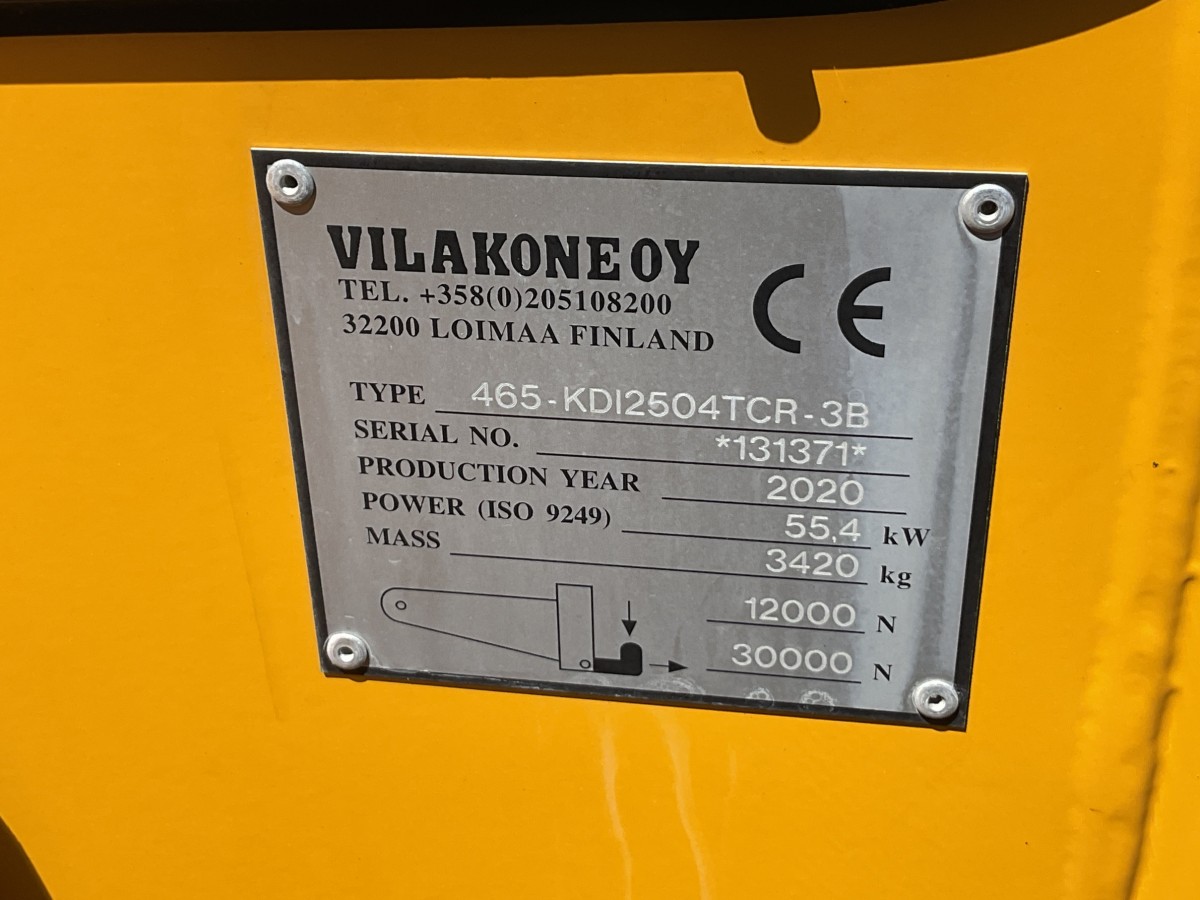 VILAKONE OY
TEL. +358(0)205108200
32200 LOIMAA FINLAND
CE
TYPE 465-KDI2504TCR-3B
SERIAL NO. *131371*
PRODUCTION YEAR 2020
POWER (ISO 9249) 55,4 kW
MASS 3420 kg
12000 N
30000 N